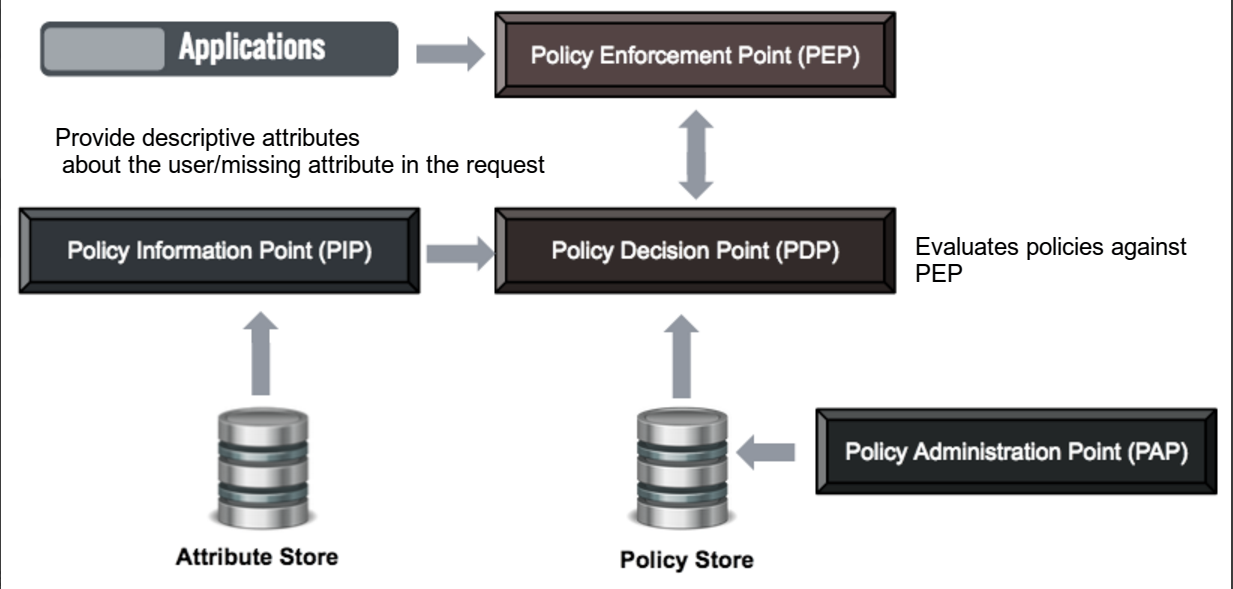 Applications
Policy Enforcement Point (PEP)
Provide descriptive attributes
about the user/missing attribute in the request
Policy Information Point (PIP)
Policy Decision Point (PDP)
Evaluates policies against
PEP
Policy Administration Point (PAP)
Attribute Store
Policy Store